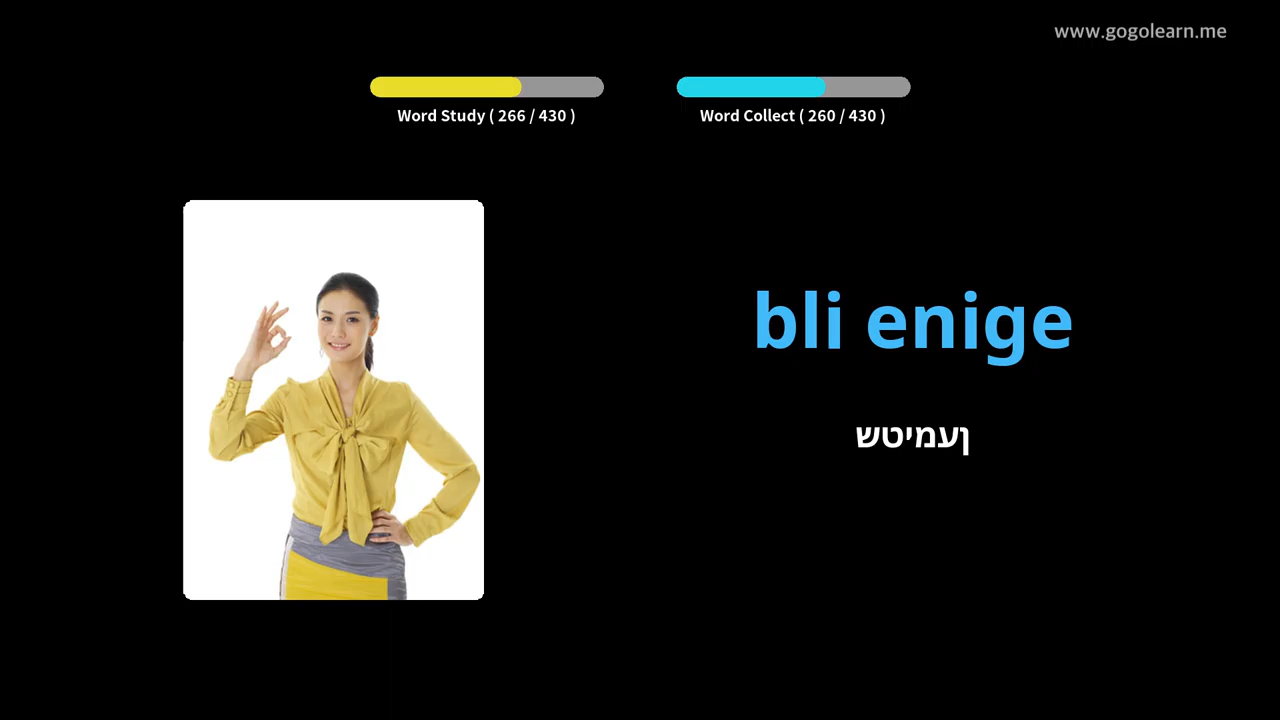 www.gogolearn.me
Word Study ( 266 / 430 )
Word Collect ( 260 / 430 )
bli enige
ןעמיטש